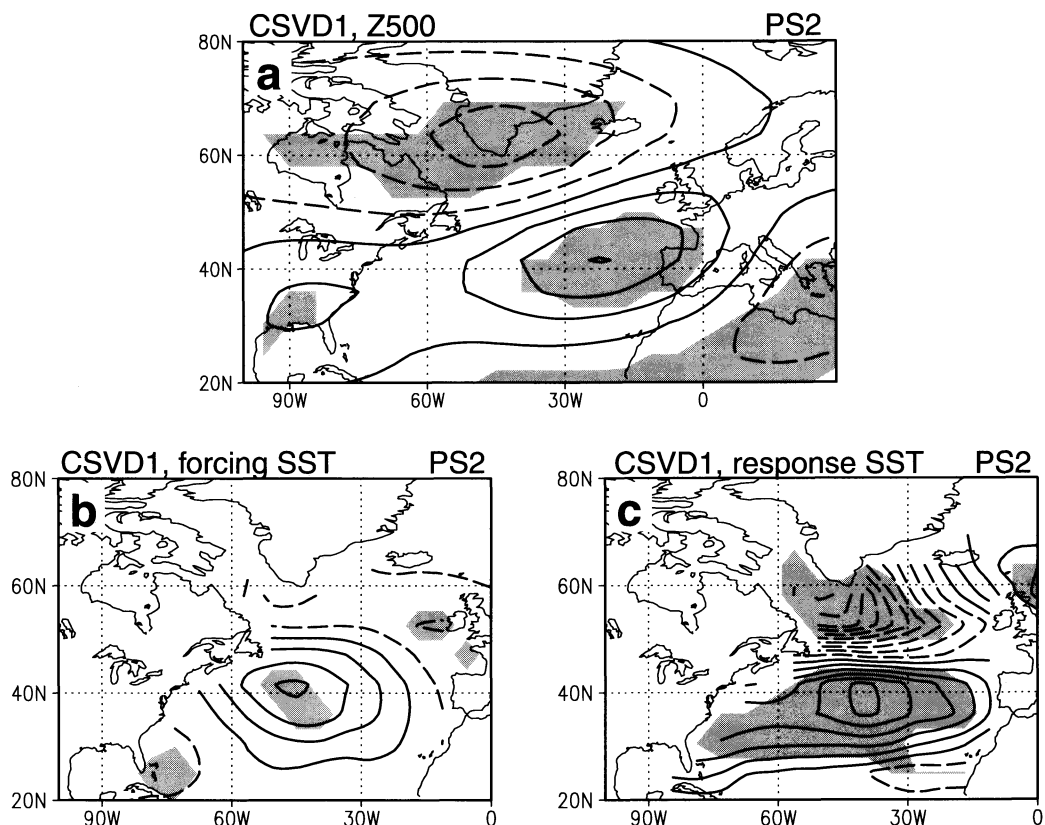 CSVD1, Z500 PS2
80N
a
60N
40N
20N
90W 60W 30W 0
CSVD1, forcing SST PS2
80N
b
60N
40N
20N
90W 60W 30W 0
CSVD1, response SST PS2
80N
c
60N
40N
20N
90W 60W 30W 0